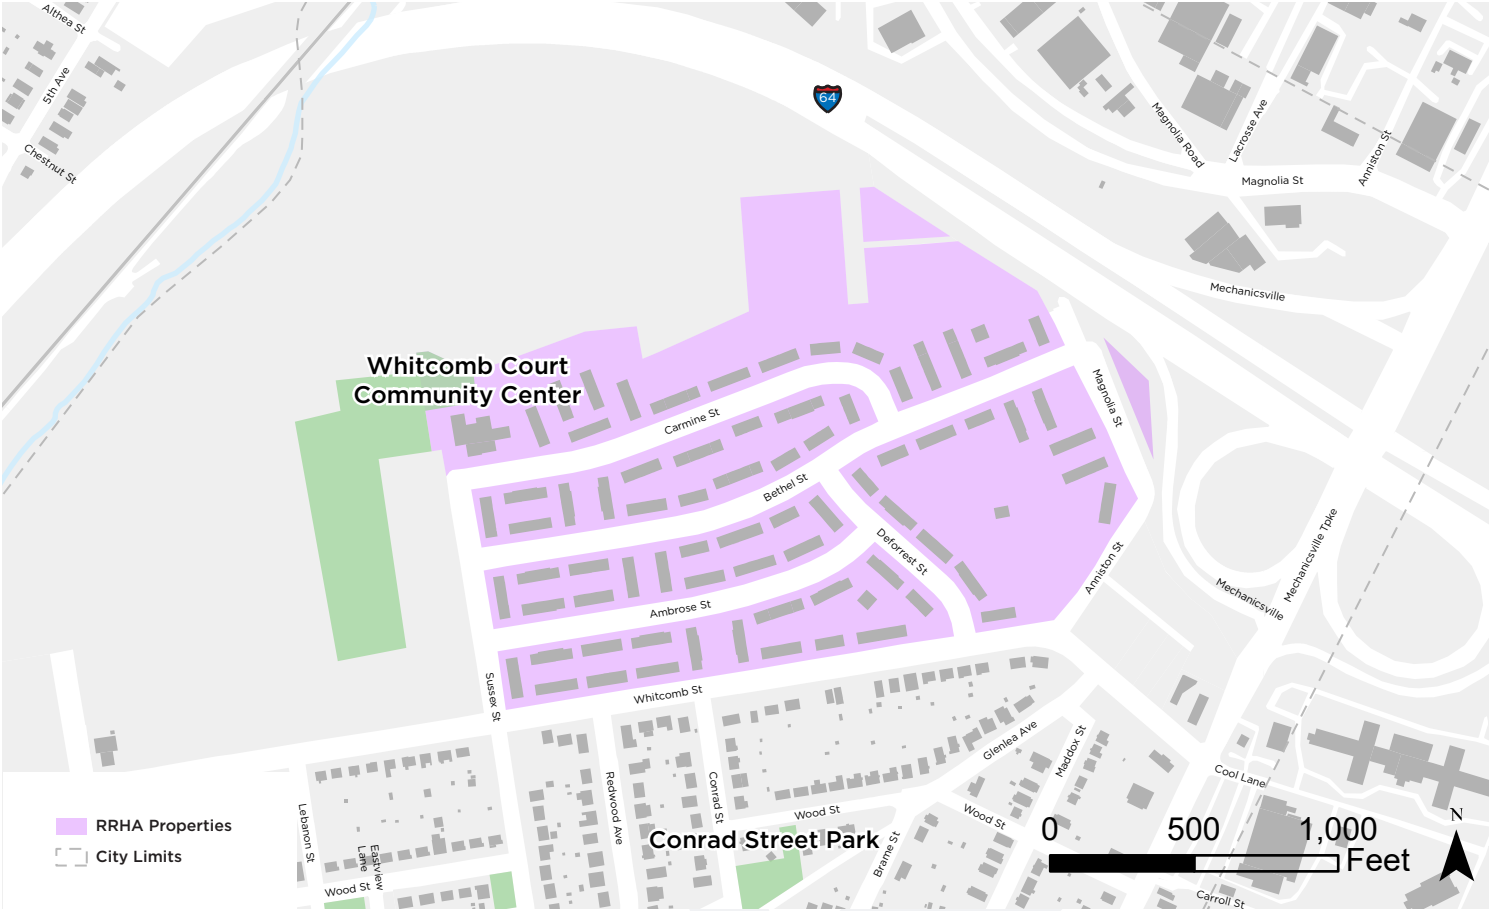 Althea St
5th Ave
Chestnut St
64
Magnolia Road
Lacrosse Ave
Anniston St
Magnolia St
Mechanicsville
Whitcomb Court
Community Center
Carmine St
Magnolia St
Bethel St
Deforrest St
Anniston St
Mechanicsville Tpke
Mechanicsville
Ambrose St
Sussex St
Whitcomb St
Glenlea Ave
Maddox St
Cool Lane
Lebanon St
Redwood Ave
Conrad St
Wood St
Wood St
Conrad Street Park
Brame St
Eastview
Lane
Wood St
Carroll St
RRHA Properties
City Limits
0 500 1,000
Feet
N